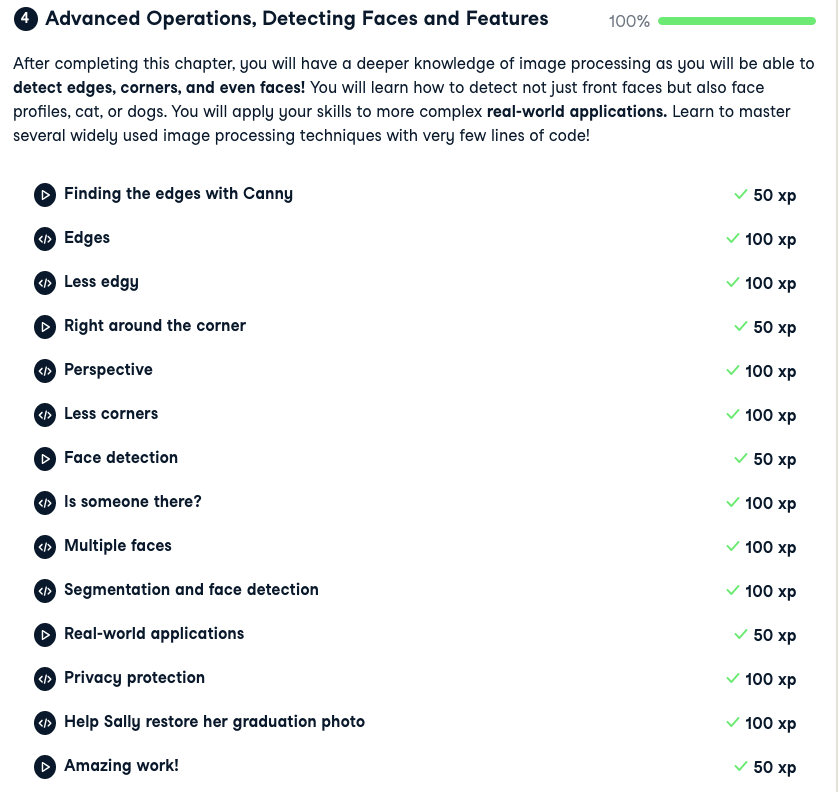 4 Advanced Operations, Detecting Faces and Features 100%
After completing this chapter, you will have a deeper knowledge of image processing as you will be able to
detect edges, corners, and even faces! You will learn how to detect not just front faces but also face
profiles, cat, or dogs. You will apply your skills to more complex real-world applications. Learn to master
several widely used image processing techniques with very few lines of code!
Finding the edges with Canny 50 xp
Edges 100 xp
Less edgy 100 xp
Right around the corner 50 xp
Perspective 100 xp
Less corners 100 xp
Face detection 50 xp
Is someone there? 100 xp
Multiple faces 100 xp
Segmentation and face detection 100 xp
Real-world applications 50 xp
Privacy protection 100 xp
Help Sally restore her graduation photo 100 xp
Amazing work! 50 xp